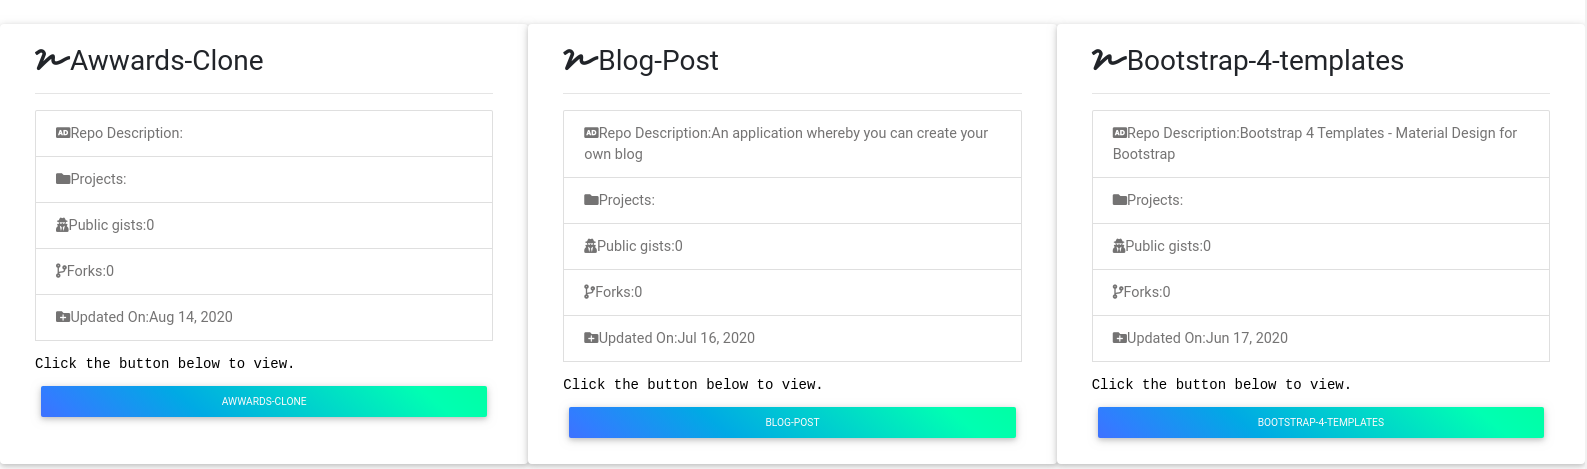 Awwards-Clone
Repo Description:
Projects:
Public gists:0
Forks:0
Updated On:Aug 14, 2020
Click the button below to view.
AWWARDS-CLONE
Blog-Post
Repo Description:An application whereby you can create your
own blog
Projects:
Public gists:0
Forks:0
Updated On:Jul 16, 2020
Click the button below to view.
BLOG-POST
Bootstrap-4-templates
Repo Description:Bootstrap 4 Templates - Material Design for
Bootstrap
Projects:
Public gists:0
Forks:0
Updated On:Jun 17, 2020
Click the button below to view.
BOOTSTRAP-4-TEMPLATES